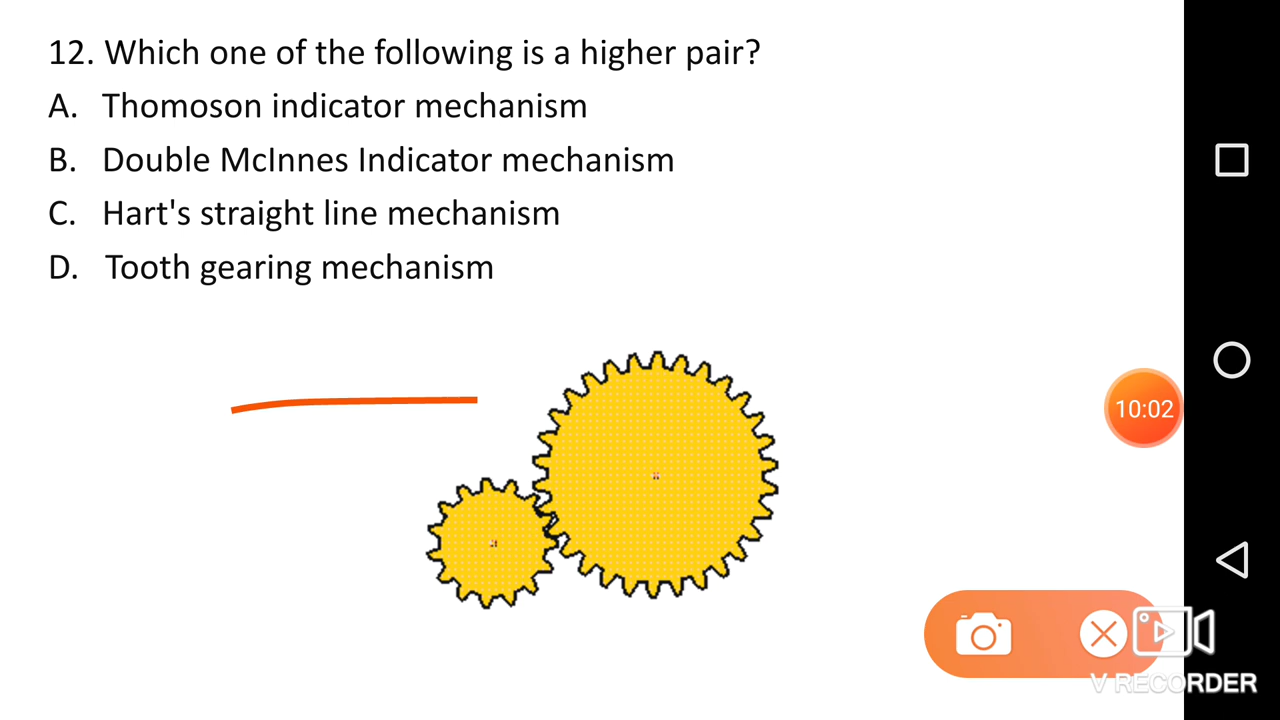 12. Which one of the following is a higher pair?
A. Thomoson indicator mechanism
B. Double McInnes Indicator mechanism
C. Hart's straight line mechanism
D. Tooth gearing mechanism
10:02
V RECORDER